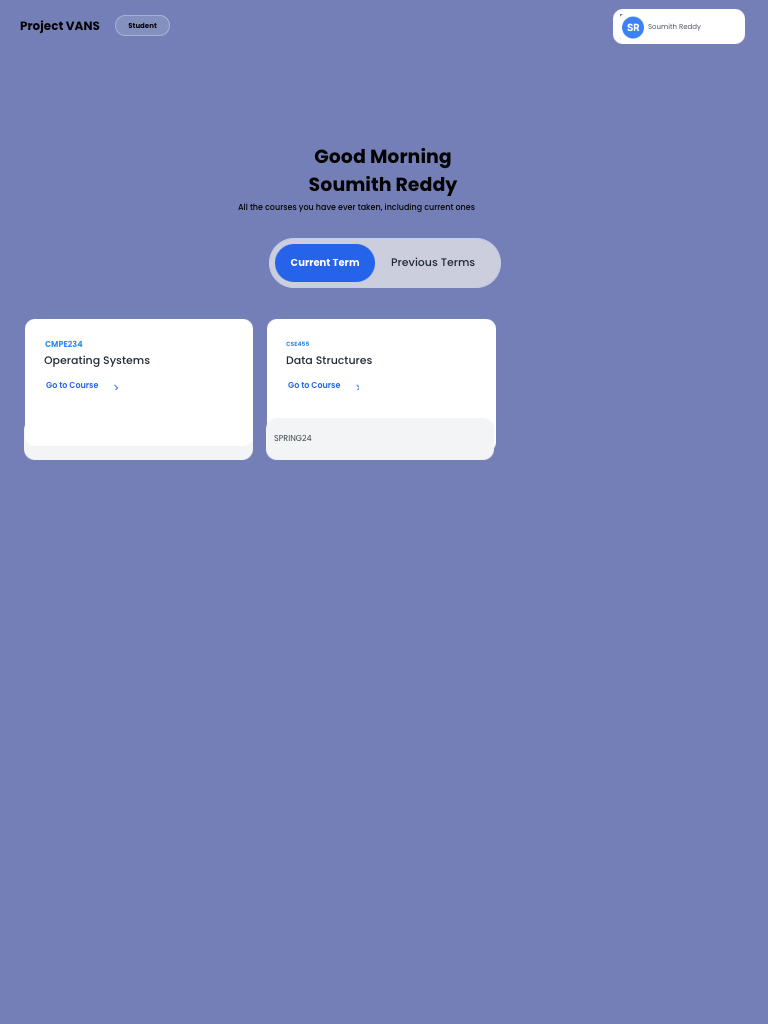 Project VANS
Student
SR
Soumith Reddy
Good Morning
Soumith Reddy
All the courses you have ever taken, including current ones
Current Term
Previous Terms
CMPE234
Operating Systems
Go to Course
CSE455
Data Structures
Go to Course
SPRING24